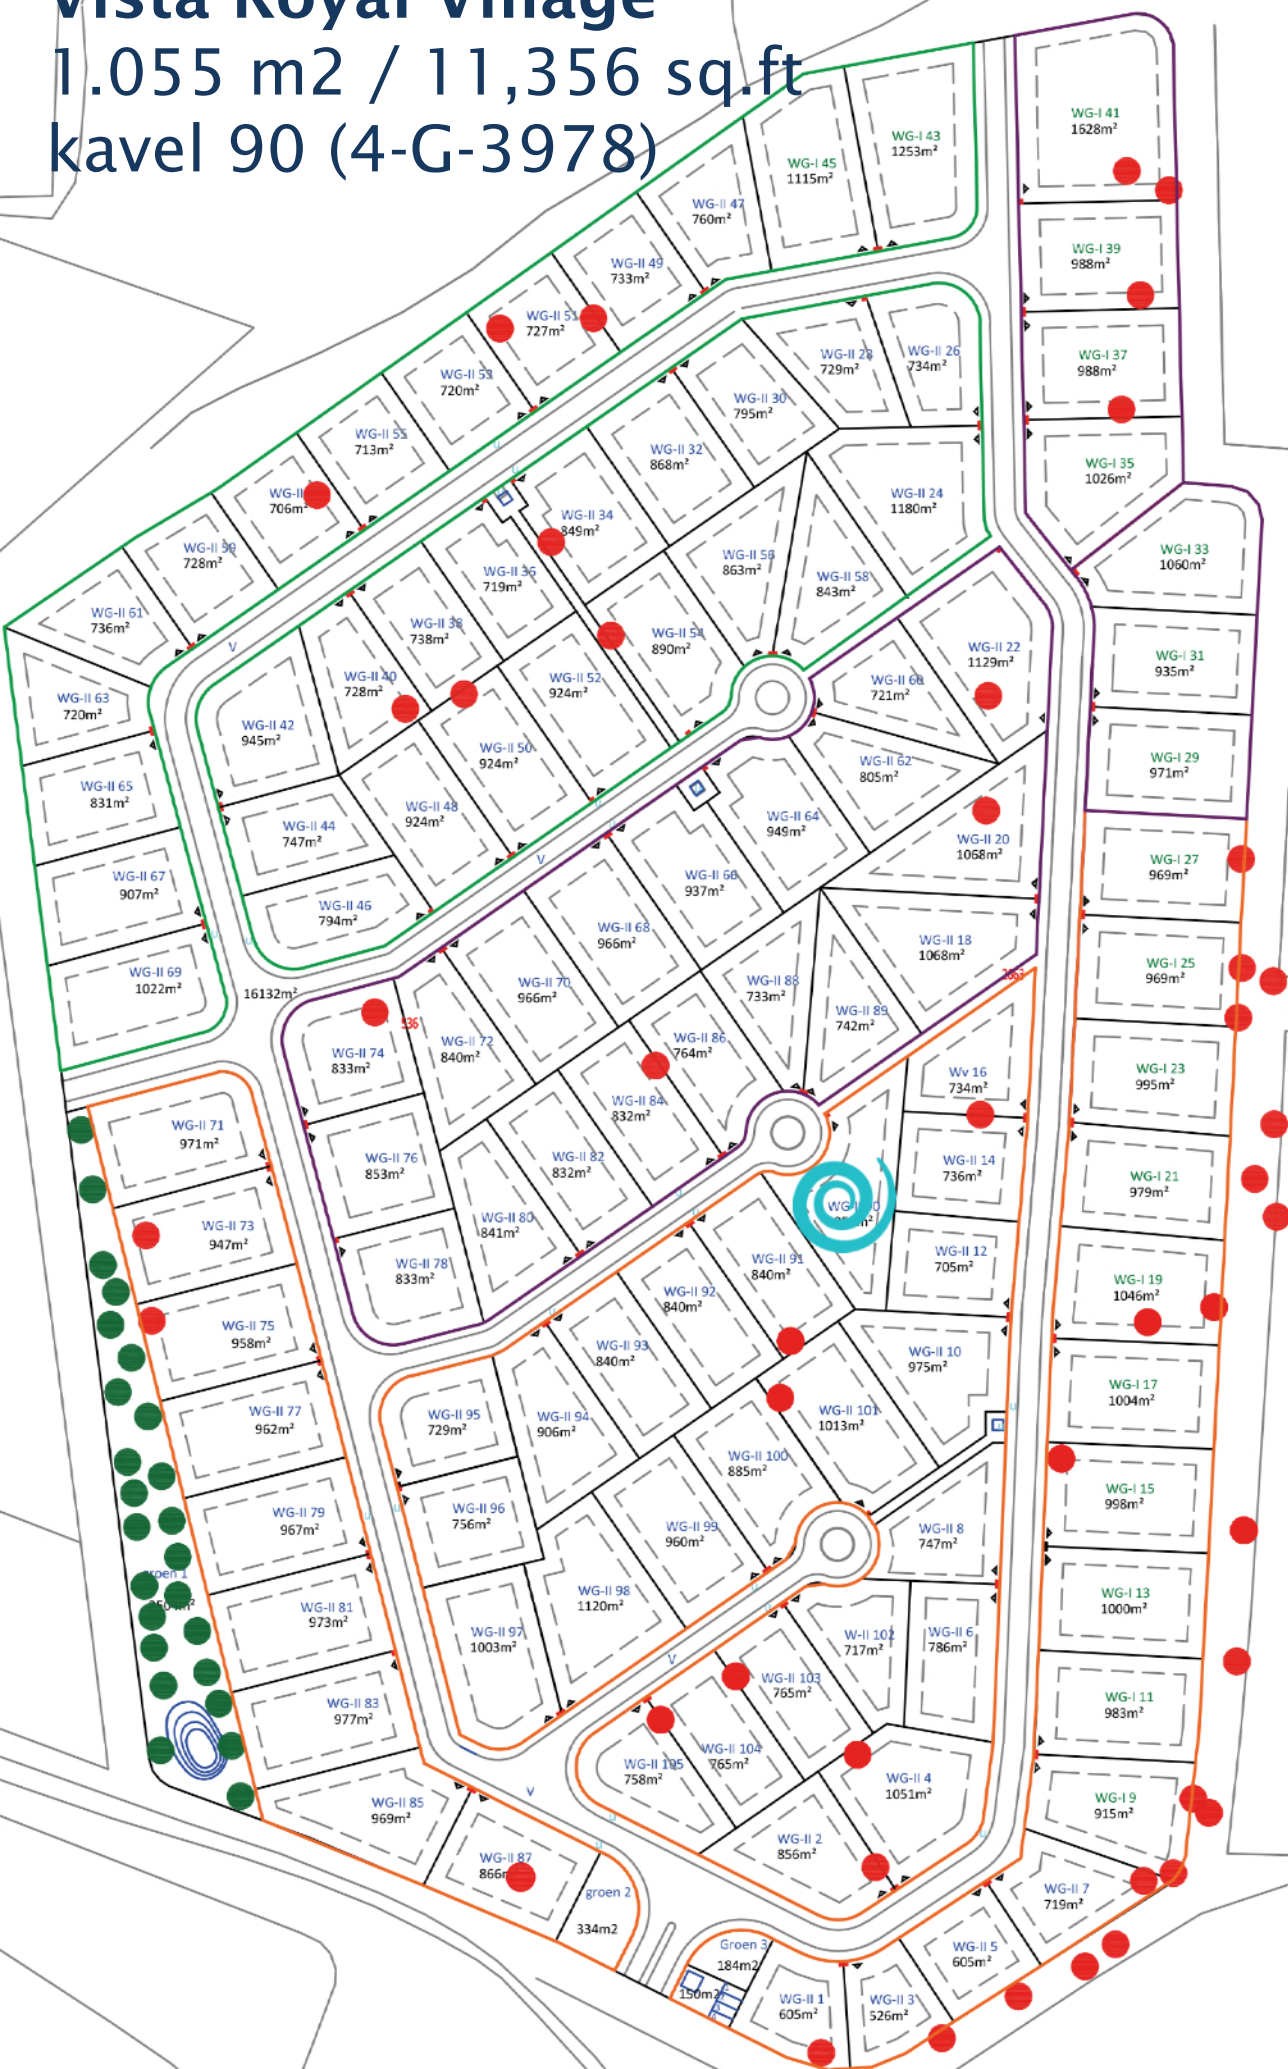 Vista Royal Village
1.055 m2 / 11,356 sq.ft
kavel 90 (4-G-3978)
WG-I 41
1628m²
WG-I 43
1253m²
WG-I 45
1115m²
WG-II 47
760m²
WG-I 39
988m²
WG-II 49
733m²
WG-II 51
727m²
WG-I 37
988m²
WG-II 28
729m²
WG-II 26
734m²
WG-II 53
720m²
WG-II 30
795m²
WG-II 55
713m²
WG-II 32
868m²
WG-I 35
1026m²
WG-II
706m²
WG-II 24
1180m²
WG-II 34
849m²
WG-II 59
728m²
WG-I 33
1060m²
WG-II 56
863m²
WG-II 36
719m²
WG-II 58
843m²
WG-II 61
736m²
WG-II 38
738m²
WG-II 54
890m²
WG-II 22
1129m²
WG-I 31
935m²
V
WG-II 40
728m²
WG-II 52
924m²
WG-II 60
721m²
WG-II 63
720m²
WG-II 42
945m²
WG-II 50
924m²
WG-II 62
805m²
WG-I 29
971m²
WG-II 65
831m²
WG-II 48
924m²
WG-II 64
949m²
WG-II 44
747m²
WG-II 20
1068m²
V
WG-I 27
969m²
WG-II 67
907m²
WG-II 66
937m²
WG-II 46
794m²
WG-II 68
966m²
WG-II 18
1068m²
WG-I 25
969m²
2667
WG-II 69
1022m²
16132m²
WG-II 70
966m²
WG-II 88
733m²
WG-II 89
742m²
936
WG-II 74
833m²
WG-II 72
840m²
WG-II 86
764m²
Wv 16
734m²
WG-I 23
995m²
WG-II 84
832m²
WG-II 71
971m²
WG-II 76
853m²
WG-II 82
832m²
WG-II 14
736m²
WG-I 21
979m²
WG-II 80
841m²
WG-II 73
947m²
WG-II 12
705m²
WG-II 78
833m²
WG-II 91
840m²
WG-II 92
840m²
WG-I 19
1046m²
WG-II 75
958m²
WG-II 93
840m²
WG-II 10
975m²
WG-I 17
1004m²
WG-II 77
962m²
WG-II 95
729m²
WG-II 94
906m²
WG-II 101
1013m²
WG-II 100
885m²
WG-I 15
998m²
WG-II 79
967m²
WG-II 96
756m²
WG-II 99
960m²
WG-II 8
747m²
groen 1
WG-II 98
1120m²
WG-I 13
1000m²
WG-II 81
973m²
WG-II 97
1003m²
W-II 102
717m²
WG-II 6
786m²
V
WG-II 103
765m²
WG-II 83
977m²
WG-I 11
983m²
WG-II 104
765m²
WG-II 105
758m²
WG-II 4
1051m²
V
WG-II 85
969m²
WG-I 9
915m²
WG-II 2
856m²
WG-II 87
866m²
groen 2
334m2
WG-II 7
719m²
Groen 3
184m2
WG-II 5
605m²
150m2
WG-II 1
605m²
WG-II 3
526m²